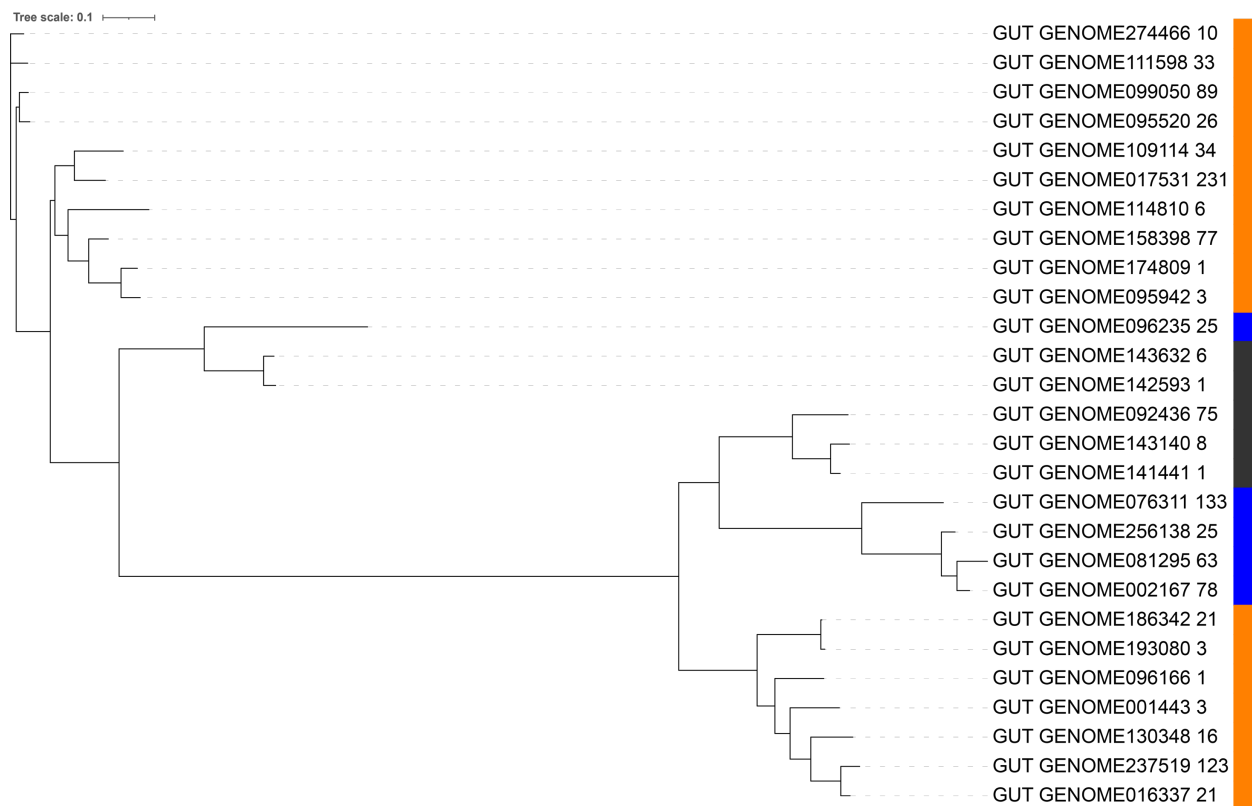 Tree scale: 0.1
GUT GENOME274466 10
GUT GENOME111598 33
GUT GENOME099050 89
GUT GENOME095520 26
GUT GENOME109114 34
GUT GENOME017531 231
GUT GENOME114810 6
GUT GENOME158398 77
GUT GENOME174809 1
GUT GENOME095942 3
GUT GENOME096235 25
GUT GENOME143632 6
GUT GENOME142593 1
GUT GENOME092436 75
GUT GENOME143140 8
GUT GENOME141441 1
GUT GENOME076311 133
GUT GENOME256138 25
GUT GENOME081295 63
GUT GENOME002167 78
GUT GENOME186342 21
GUT GENOME193080 3
GUT GENOME096166 1
GUT GENOME001443 3
GUT GENOME130348 16
GUT GENOME237519 123
GUT GENOME016337 21